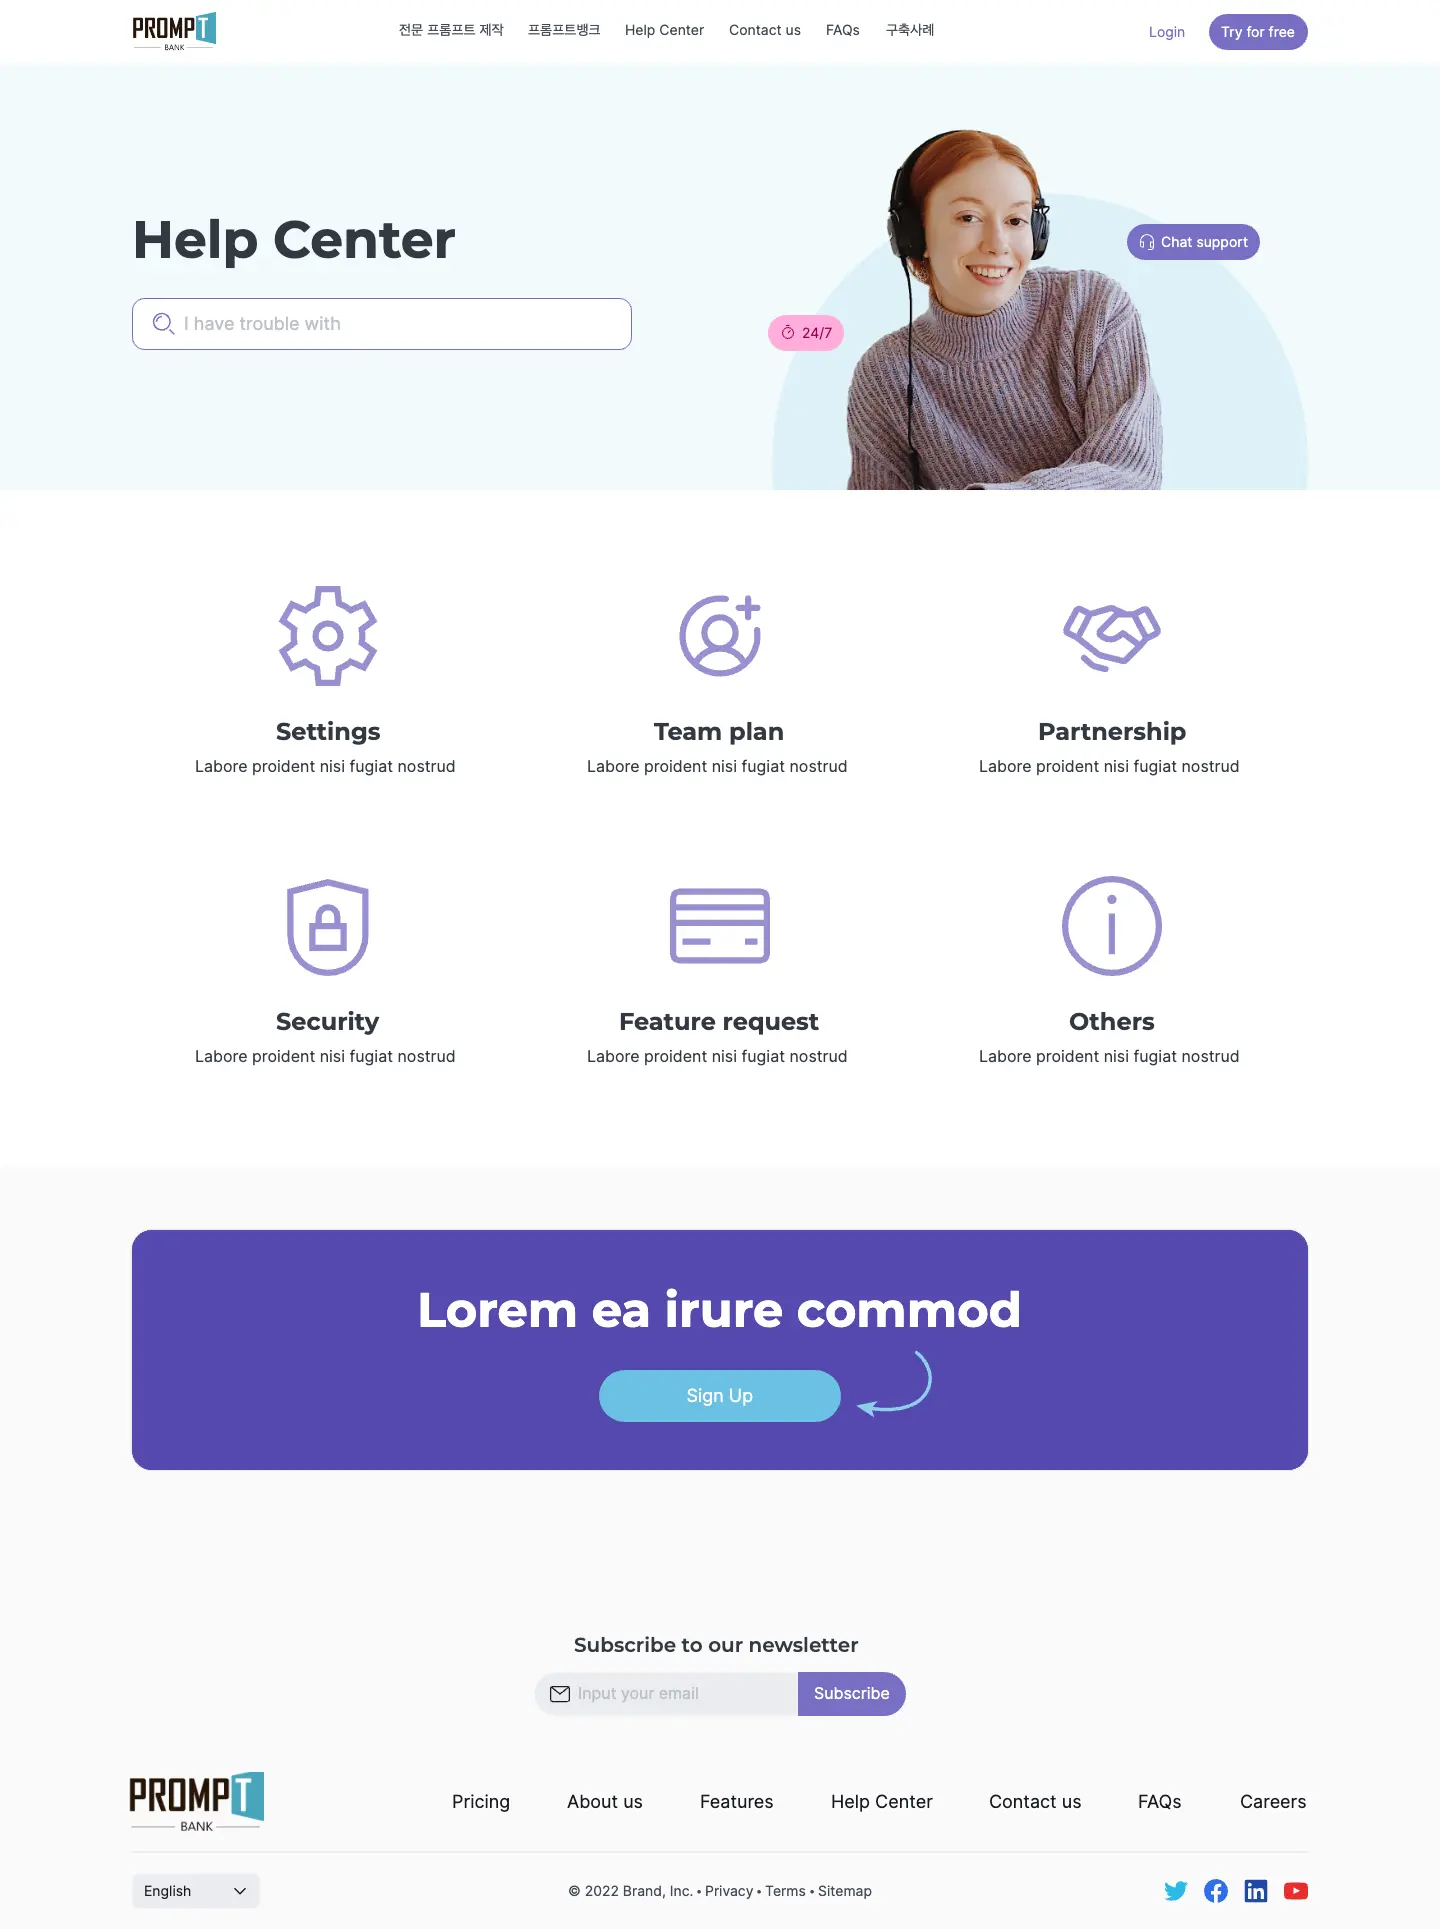 PROMPT
BANK
전문 프롬프트 제작
프롬프트뱅크
Help Center
Contact us
FAQs
구축사례
Login
Try for free
Help Center
I have trouble with
Chat support
24/7
Settings
Labore proident nisi fugiat nostrud
Team plan
Labore proident nisi fugiat nostrud
Partnership
Labore proident nisi fugiat nostrud
Security
Labore proident nisi fugiat nostrud
Feature request
Labore proident nisi fugiat nostrud
Others
Labore proident nisi fugiat nostrud
Lorem ea irure commod
Sign Up
Subscribe to our newsletter
Input your email
Subscribe
PROMPT
BANK
Pricing
About us
Features
Help Center
Contact us
FAQs
Careers
English
© 2022 Brand, Inc. • Privacy • Terms • Sitemap